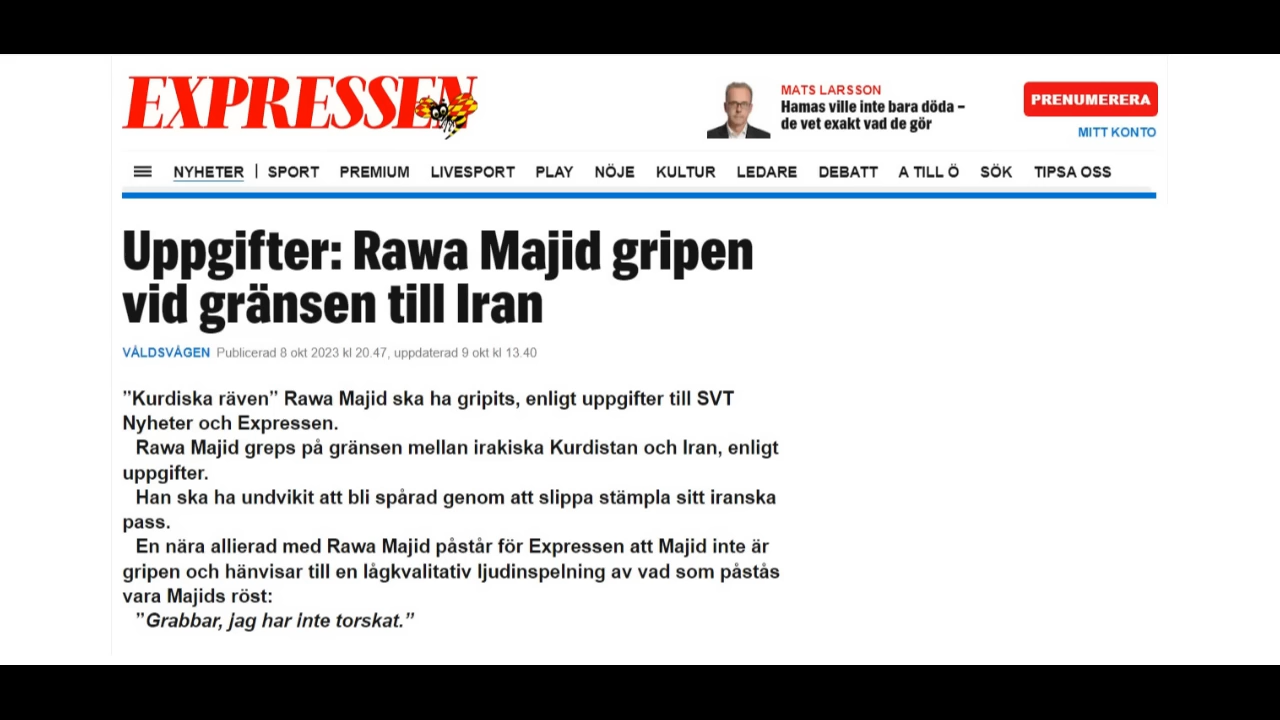 EXPRESSEN
MATS LARSSON
Hamas ville inte bara döda –
de vet exakt vad de gör
PRENUMERERA
MITT KONTO
NYHETER | SPORT PREMIUM LIVESPORT PLAY NÖJE KULTUR LEDARE DEBATT A TILL Ö SÖK TIPSA OSS
Uppgifter: Rawa Majid gripen
vid gränsen till Iran
VÅLDSVÅGEN Publicerad 8 okt 2023 kl 20.47, uppdaterad 9 okt kl 13.40
”Kurdiska räven” Rawa Majid ska ha gripits, enligt uppgifter till SVT
Nyheter och Expressen.
Rawa Majid greps på gränsen mellan irakiska Kurdistan och Iran, enligt
uppgifter.
Han ska ha undvikit att bli spårad genom att slippa stämpla sitt iranska
pass.
En nära allierad med Rawa Majid påstår för Expressen att Majid inte är
gripen och hänvisar till en lågkvalitativ ljudinspelning av vad som påstås
vara Majids röst:
”Grabbar, jag har inte torskat.”